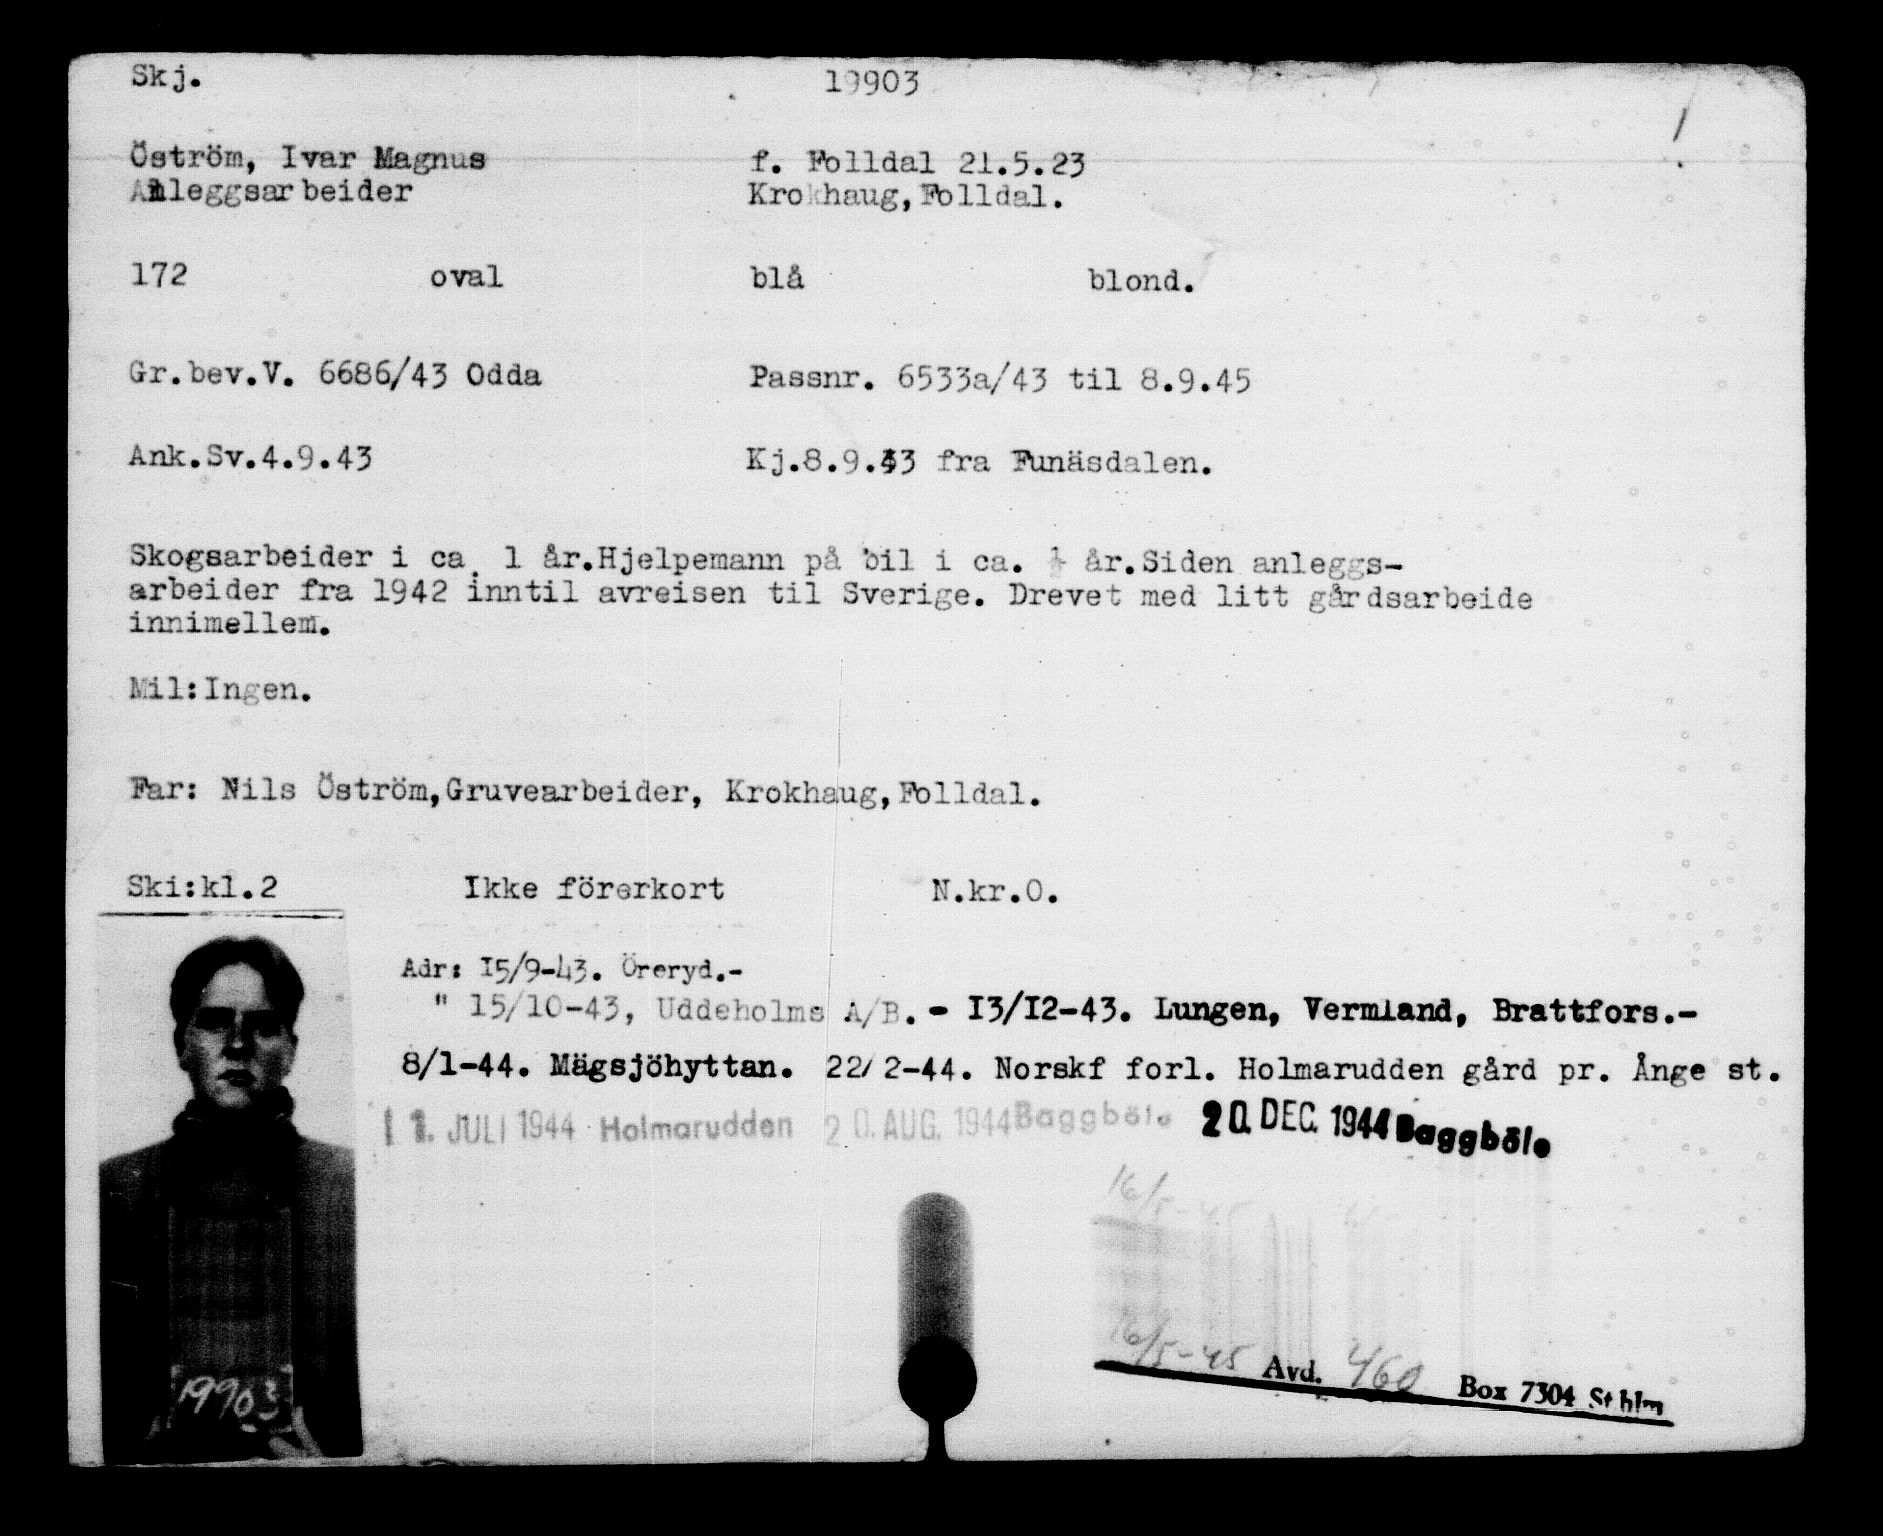 Skj. 19903
Öström, Ivar Magnus f. Folldal 21.5.23
Anleggsarbeider Krokhaug, Folldal.
172 oval blå blond.
Gr.bev.V. 6686/43 Odda Passnr. 6533a/43 til 8.9.45
Ank.Sv.4.9.43 Kj.8.9.43 fra Funäsdalen.
Skogsarbeider i ca. 1 år.Hjelpemann på bil i ca. ½ år.Siden anleggs-
arbeider fra 1942 inntil avreisen til Sverige. Drevet med litt gårdsarbeide
innimellem.
Mil:Ingen.
Far: Nils Öström,Gruvearbeider, Krokhaug,Folldal.
Ski:kl.2 Ikke förerkort N.kr.0.
Adr: 15/9-43. Öreryd.-
" 15/10-43, Uddeholms A/B. - 13/12-43. Lungen, Vermland, Brattfors.-
8/1-44. Mägsjöhyttan. 22/2-44. Norskf forl. Holmarudden gård pr. Ånge st.
11. JULI 1944 Holmarudden 20. AUG. 1944 Baggböle 20. DEC. 1944 Baggböle
16/5-45
16/5-45 Avd. 460 Box 7304 Sthlm
19903